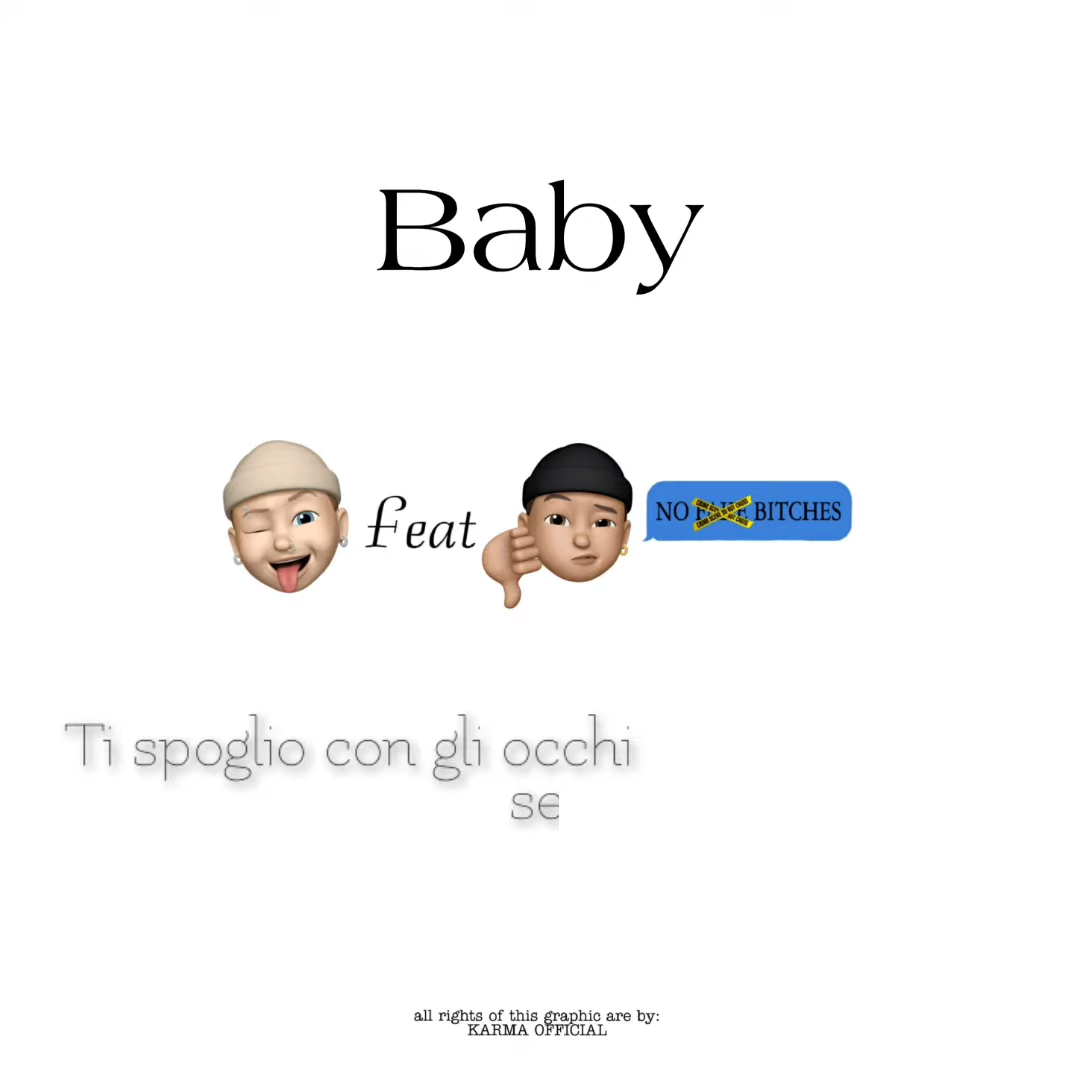 Baby
feat
NO BITCHES
Ti spoglio con gli occhi
se
all rights of this graphic are by:
KARMA OFFICIAL